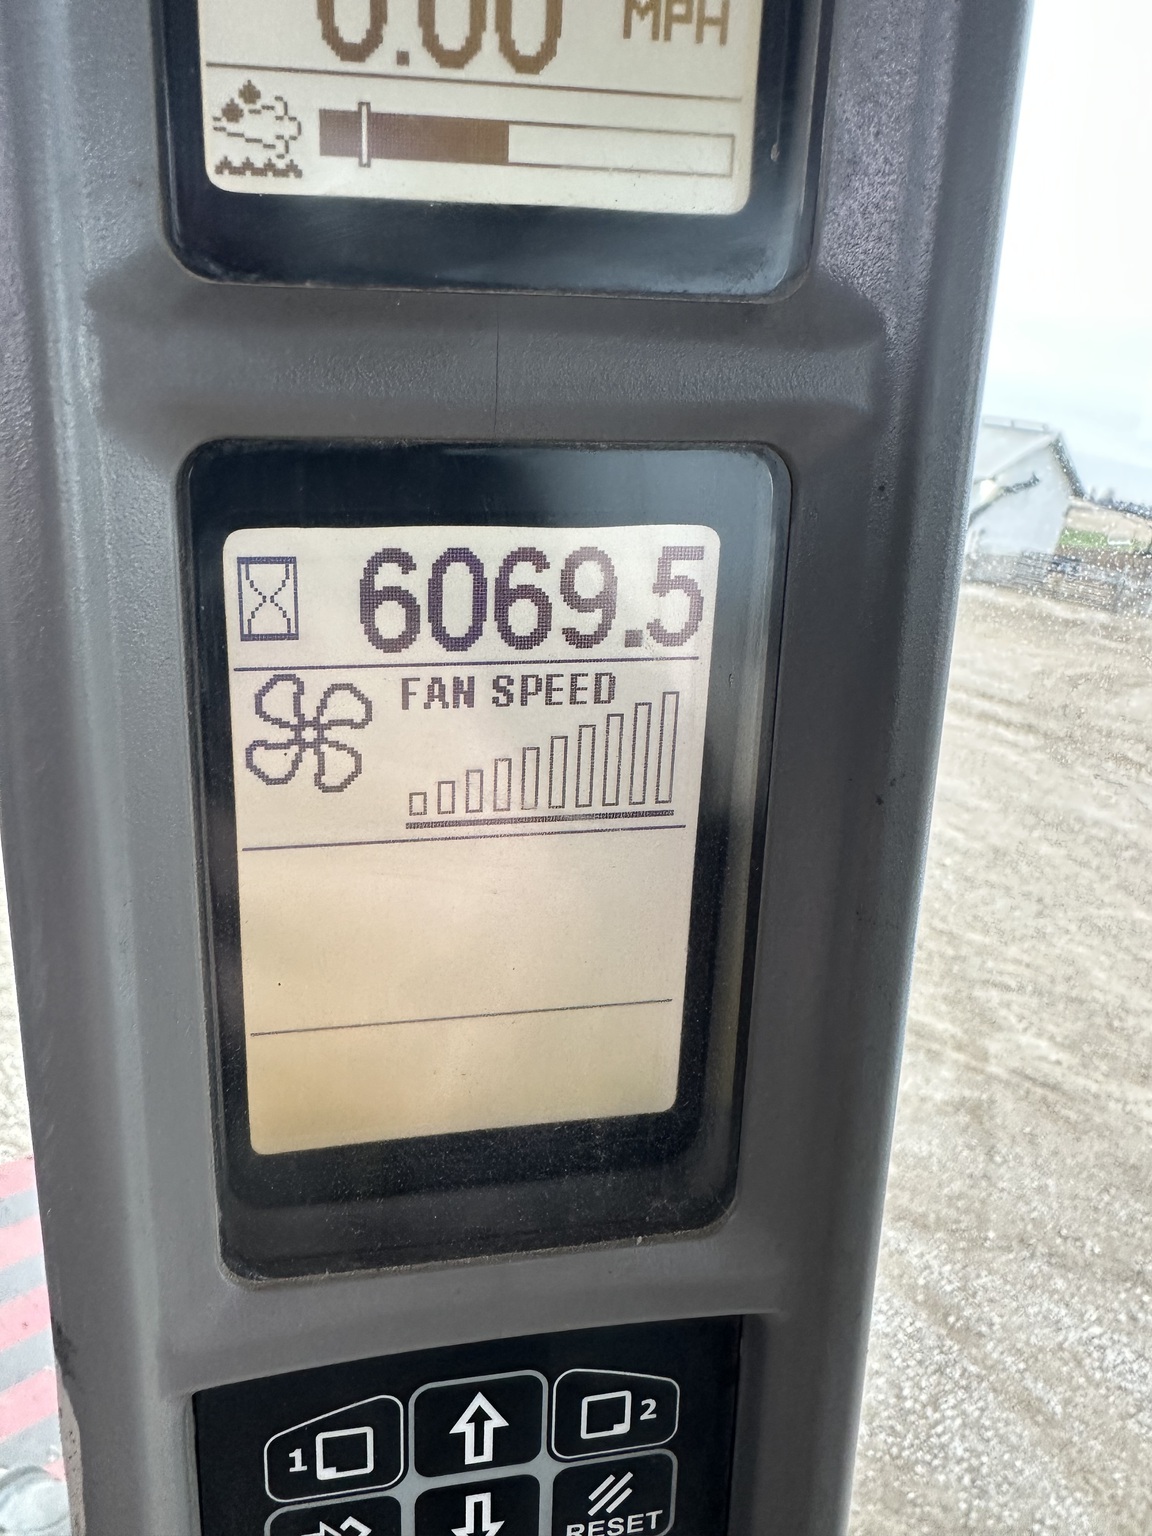 0.00 MPH
6069.5
FAN SPEED
1 2
RESET